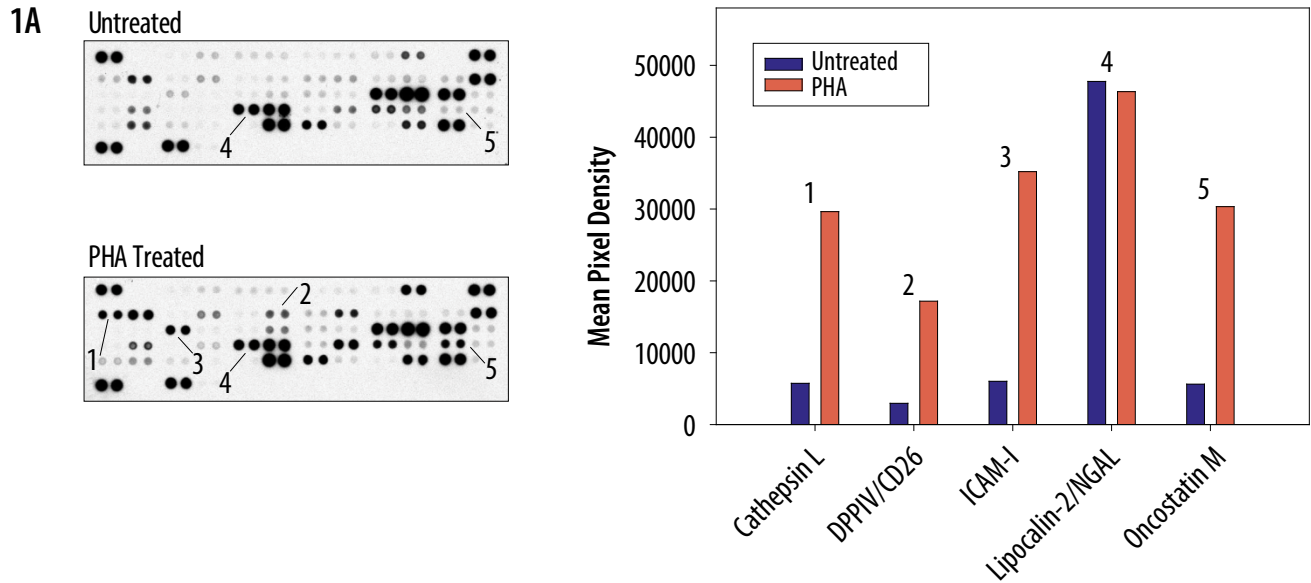 1A
Untreated
4
5
PHA Treated
2
1
3
4
5
Untreated
PHA
Mean Pixel Density
50000
40000
30000
20000
10000
0
1
2
3
4
5
Cathepsin L
DPPIV/CD26
ICAM-I
Lipocalin-2/NGAL
Oncostatin M